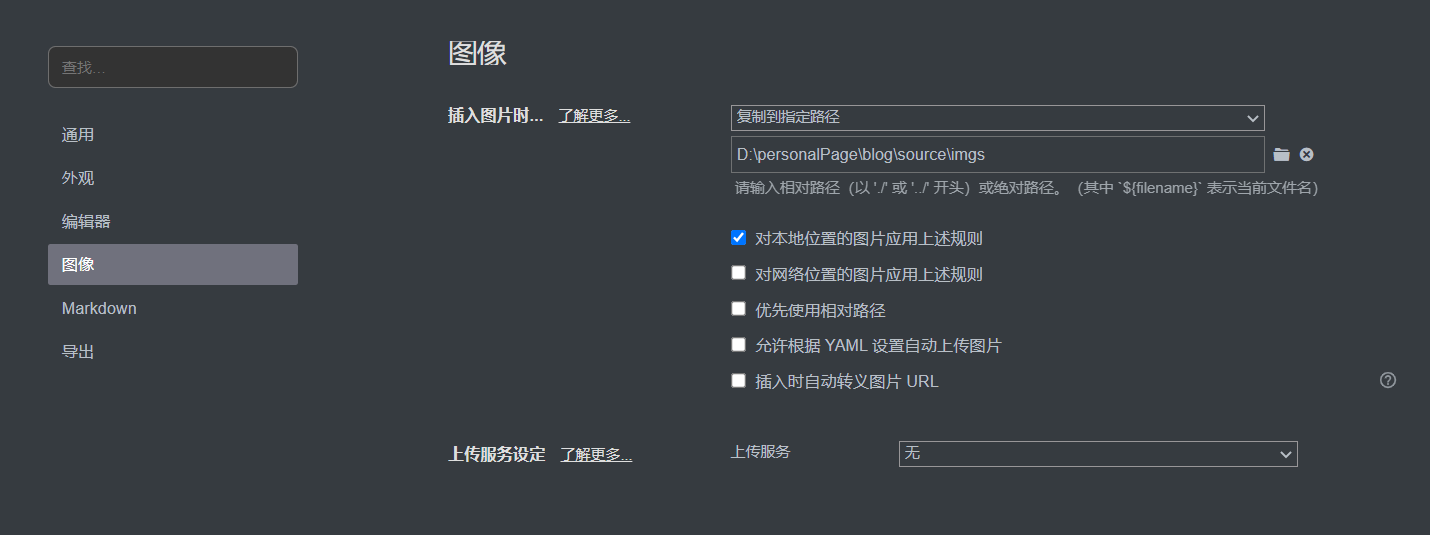 图像
查找...
插入图片时... 了解更多... 复制到指定路径
通用
D:\personalPage\blog\source\imgs
外观
请输入相对路径（以 './' 或 '../' 开头）或绝对路径。（其中 `${filename}` 表示当前文件名）
编辑器
对本地位置的图片应用上述规则
图像
对网络位置的图片应用上述规则
Markdown
优先使用相对路径
导出
允许根据 YAML 设置自动上传图片
插入时自动转义图片 URL
上传服务设定 了解更多... 上传服务 无